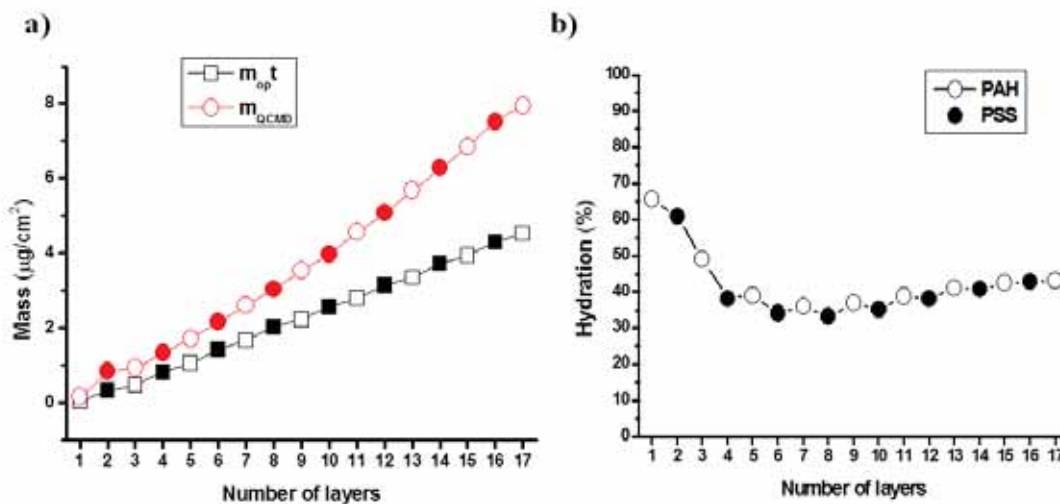 a)
m_op t
m_QCMD
Mass (μg/cm²)
8
6
4
2
0
1 2 3 4 5 6 7 8 9 10 11 12 13 14 15 16 17
Number of layers
b)
PAH
PSS
Hydration (%)
100
90
80
70
60
50
40
30
20
10
0
1 2 3 4 5 6 7 8 9 10 11 12 13 14 15 16 17
Number of layers